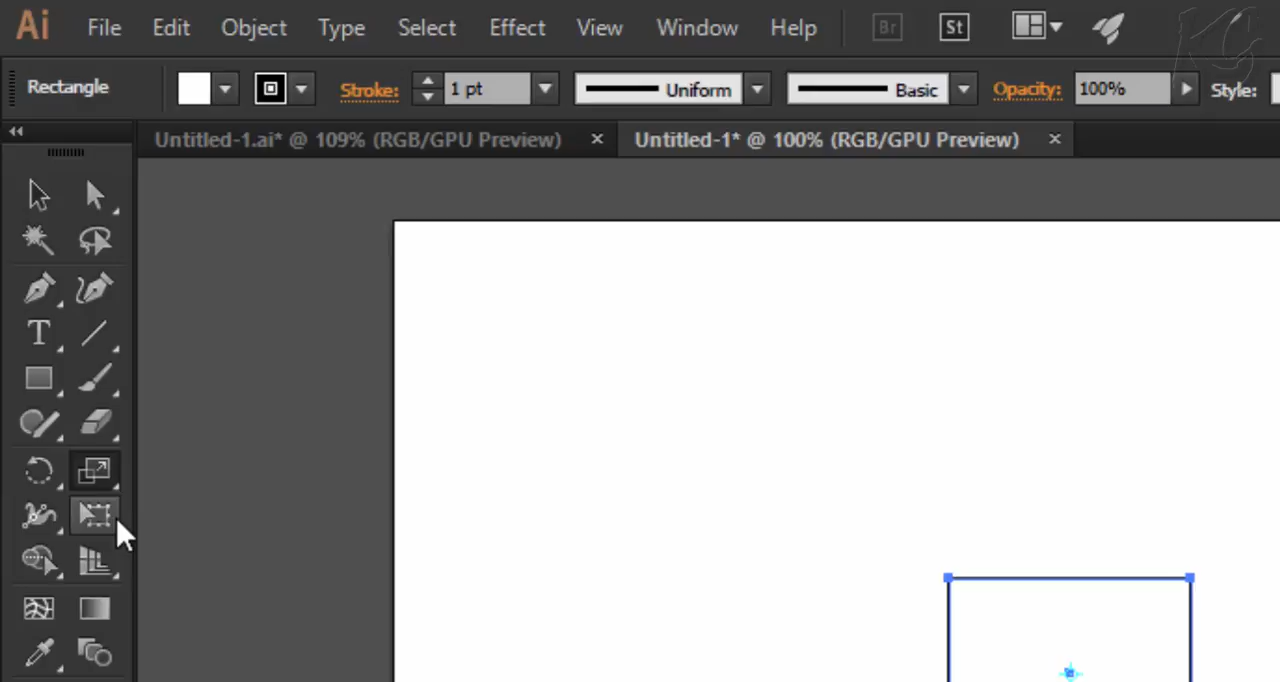 Ai File Edit Object Type Select Effect View Window Help Br St
Rectangle Stroke: 1 pt Uniform Basic Opacity: 100% Style:
Untitled-1.ai* @ 109% (RGB/GPU Preview) × Untitled-1* @ 100% (RGB/GPU Preview) ×
T
KC